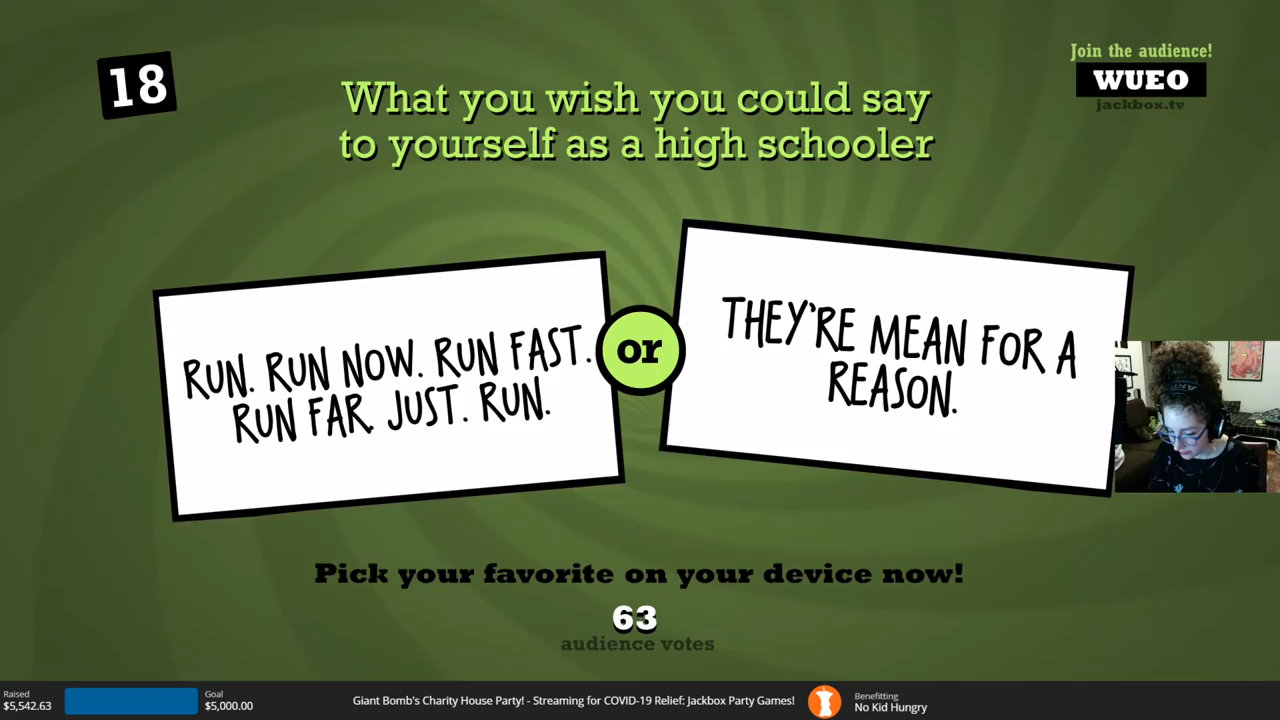 18
What you wish you could say
to yourself as a high schooler
Join the audience!
WUEO
jackbox.tv
RUN. RUN NOW. RUN FAST.
RUN FAR. JUST. RUN.
or
THEY'RE MEAN FOR A
REASON.
Pick your favorite on your device now!
63
audience votes
Raised
$5,542.63
Goal
$5,000.00
Giant Bomb's Charity House Party! - Streaming for COVID-19 Relief: Jackbox Party Games!
Benefitting
No Kid Hungry